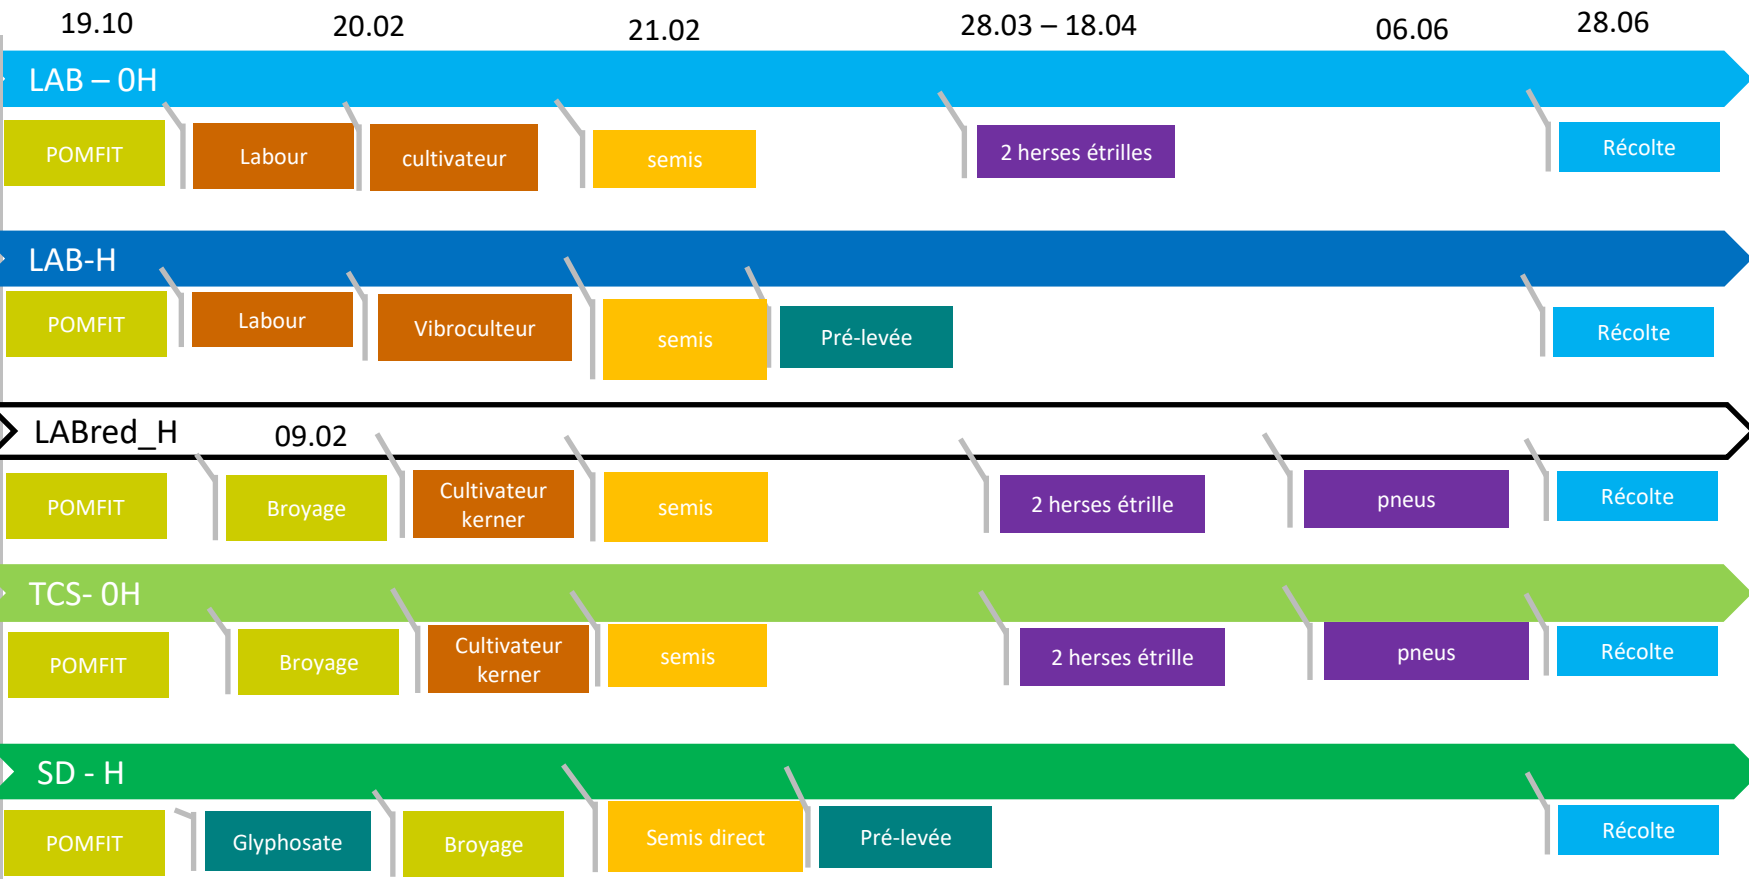 19.10
20.02
21.02
28.03 – 18.04
06.06
28.06
LAB – 0H
POMFIT
Labour
cultivateur
semis
2 herses étrilles
Récolte
LAB-H
POMFIT
Labour
Vibroculteur
semis
Pré-levée
Récolte
LABred_H
09.02
POMFIT
Broyage
Cultivateur
kerner
semis
2 herses étrille
pneus
Récolte
TCS- 0H
POMFIT
Broyage
Cultivateur
kerner
semis
2 herses étrille
pneus
Récolte
SD - H
POMFIT
Glyphosate
Broyage
Semis direct
Pré-levée
Récolte